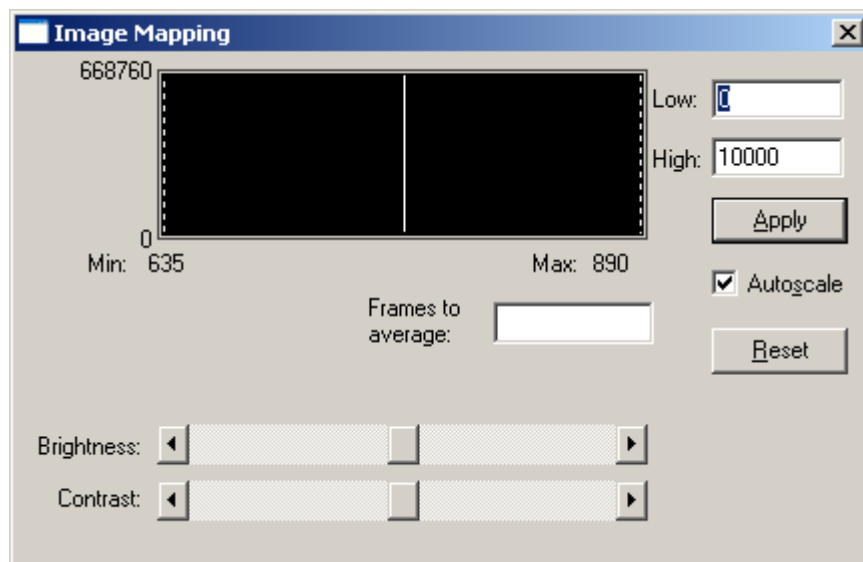 Image Mapping
668760
Low: 0
High: 10000
0
Apply
Min: 635 Max: 890
Autoscale
Frames to
average:
Reset
Brightness:
Contrast: